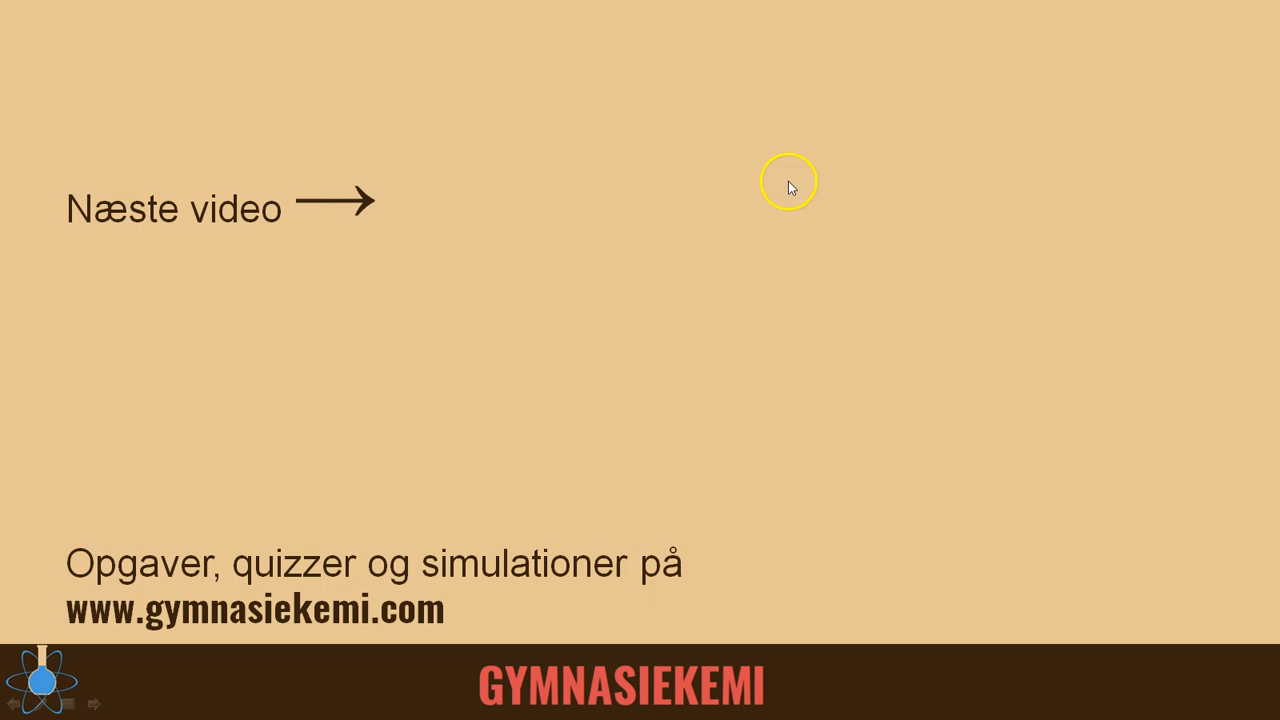 Næste video →
Opgaver, quizzer og simulationer på
www.gymnasiekemi.com
GYMNASIEKEMI